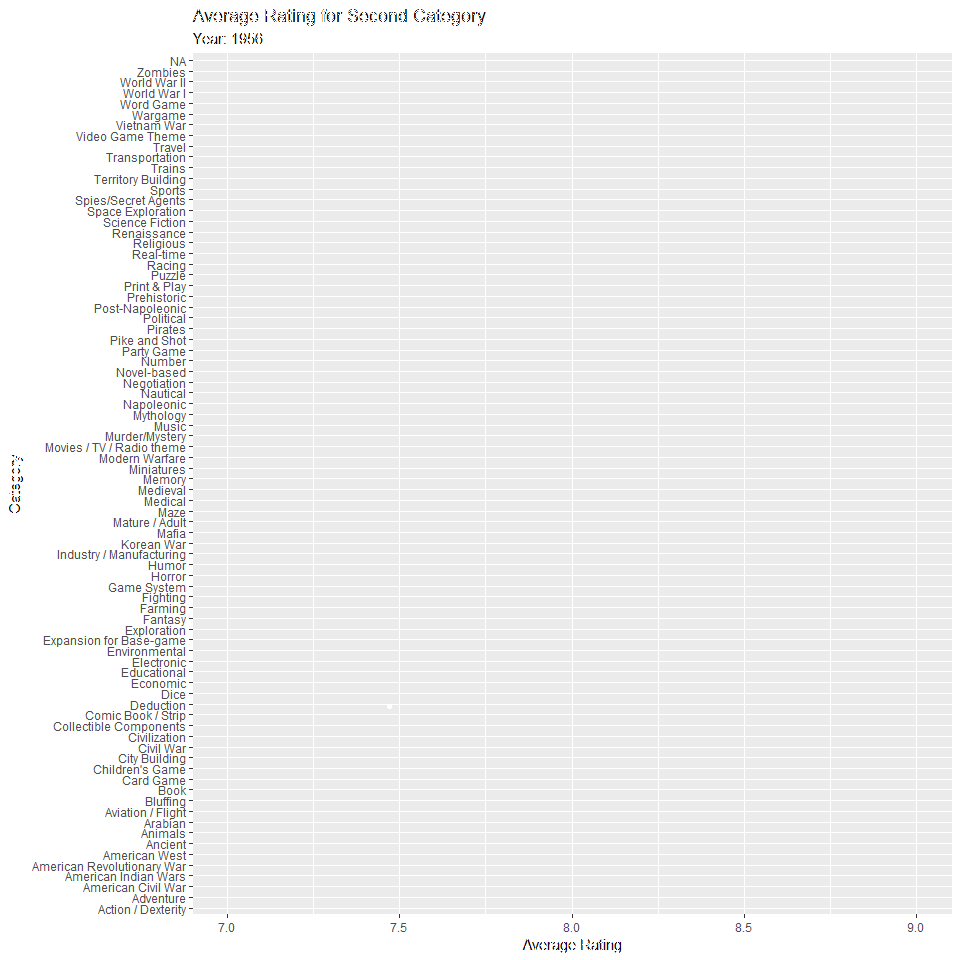 Average Rating for Second Category
Year: 1956
NA
Zombies
World War II
World War I
Word Game
Wargame
Vietnam War
Video Game Theme
Travel
Transportation
Trains
Territory Building
Sports
Spies/Secret Agents
Space Exploration
Science Fiction
Renaissance
Religious
Real-time
Racing
Puzzle
Print & Play
Prehistoric
Post-Napoleonic
Political
Pirates
Pike and Shot
Party Game
Number
Novel-based
Negotiation
Nautical
Napoleonic
Mythology
Music
Murder/Mystery
Movies / TV / Radio theme
Modern Warfare
Miniatures
Memory
Medieval
Medical
Maze
Mature / Adult
Mafia
Korean War
Industry / Manufacturing
Humor
Horror
Game System
Fighting
Farming
Fantasy
Exploration
Expansion for Base-game
Environmental
Electronic
Educational
Economic
Dice
Deduction
Comic Book / Strip
Collectible Components
Civilization
Civil War
City Building
Children's Game
Card Game
Book
Bluffing
Aviation / Flight
Arabian
Animals
Ancient
American West
American Revolutionary War
American Indian Wars
American Civil War
Adventure
Action / Dexterity
Category
7.0 7.5 8.0 8.5 9.0
Average Rating